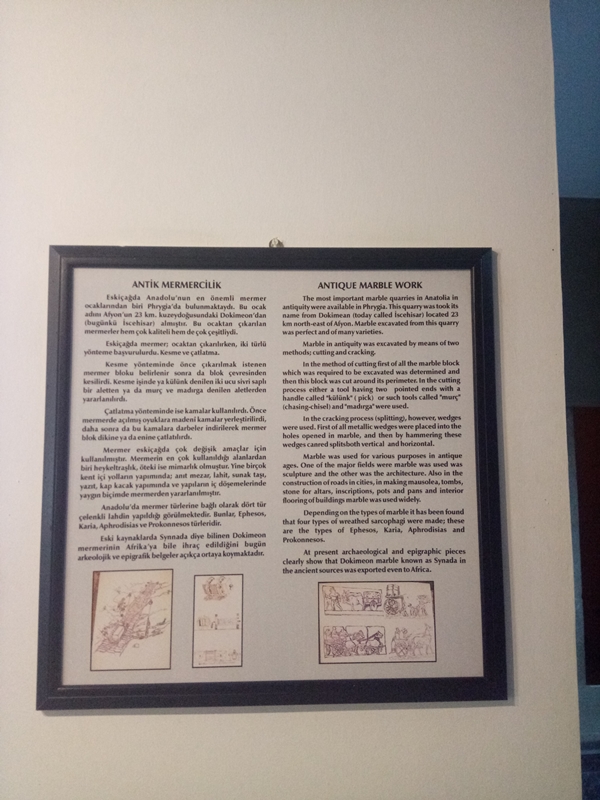 ANTİK MERMERCİLİK
Eskiçağda Anadolu'nun en önemli mermer
ocaklarından biri Phrygia'da bulunmaktaydı. Bu ocak
adını Afyon'un 23 km. kuzeydoğusundaki Dokimeon'dan
(bugünkü İscehisar) almıştır. Bu ocaktan çıkarılan
mermerler hem çok kaliteli hem de çok çeşitliydi.
Eskiçağda mermer; ocaktan çıkarılırken, iki türlü
yönteme başvurulurdu. Kesme ve çatlatma.
Kesme yönteminde önce çıkarılmak istenen
mermer bloku belirlenir sonra da blok çevresinden
kesilirdi. Kesme işinde ya külünk denilen iki ucu sivri saplı
bir aletten ya da murç ve madırga denilen aletlerden
yararlanılırdı.
Çatlatma yönteminde ise kamalar kullanılırdı. Önce
mermerde açılmış oyuklara madeni kamalar yerleştirilirdi,
daha sonra da bu kamalara darbeler indirilerek mermer
blok dikine ya da enine çatlatılırdı.
Mermer eskiçağda çok değişik amaçlar için
kullanılmıştır. Mermerin en çok kullanıldığı alanlardan
biri heykeltraşlık, öteki ise mimarlık olmuştur. Yine birçok
kent içi yolların yapımında; anıt mezar, lahit, sunak taşı,
yazıt, kap kacak yapımında ve yapıların iç döşemelerinde
yaygın biçimde mermerden yararlanılmıştır.
Anadolu'da mermer türlerine bağlı olarak dört tür
çelenkli lahdin yapıldığı görülmektedir. Bunlar, Ephesos,
Karia, Aphrodisias ve Prokonnesos türleridir.
Eski kaynaklarda Synnada diye bilinen Dokimeon
mermerinin Afrika'ya bile ihraç edildiğini bugün
arkeolojik ve epigrafik belgeler açıkça ortaya koymaktadır.
ANTIQUE MARBLE WORK
The most important marble quarries in Anatolia in
antiquity were available in Phrygia. This quarry was took its
name from Dokimean (today called İscehisar) located 23
km north-east of Afyon. Marble excavated from this quarry
was perfect and of many varieties.
Marble in antiquity was excavated by means of two
methods; cutting and cracking.
In the method of cutting first of all the marble block
which was required to be excavated was determined and
then this block was cut around its perimeter. In the cutting
process either a tool having two pointed ends with a
handle called "külünk" ( pick) or such tools called "murç"
(chasing-chisel) and "madırga" were used.
In the cracking process (splitting), however, wedges
were used. First of all metallic wedges were placed into the
holes opened in marble, and then by hammering these
wedges canred splitsboth vertical and horizontal.
Marble was used for various purposes in antique
ages. One of the major fields were marble was used was
sculpture and the other was the architecture. Also in the
construction of roads in cities, in making mausolea, tombs,
stone for altars, inscriptions, pots and pans and interior
flooring of buildings marble was used widely.
Depending on the types of marble it has been found
that four types of wreathed sarcophagi were made; these
are the types of Ephesos, Karia, Aphrodisias and
Prokonnesos.
At present archaeological and epigraphic pieces
clearly show that Dokimeon marble known as Synada in
the ancient sources was exported even to Africa.